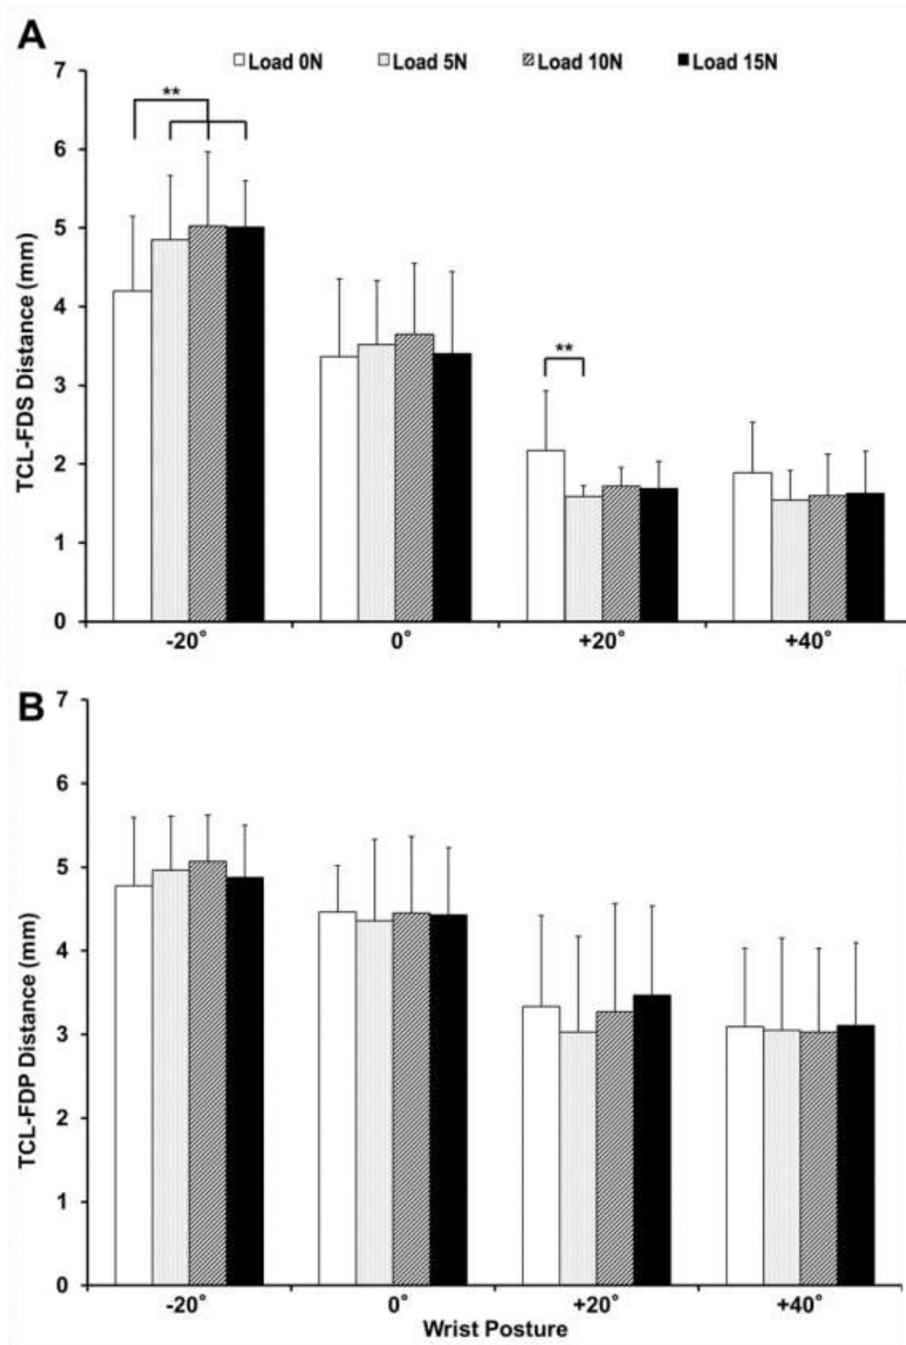 A
Load 0N Load 5N Load 10N Load 15N
7
**
6
5
4
**
3
2
1
0
TCL-FDS Distance (mm)
-20° 0° +20° +40°
B
7
6
5
4
3
2
1
0
TCL-FDP Distance (mm)
-20° 0° +20° +40°
Wrist Posture